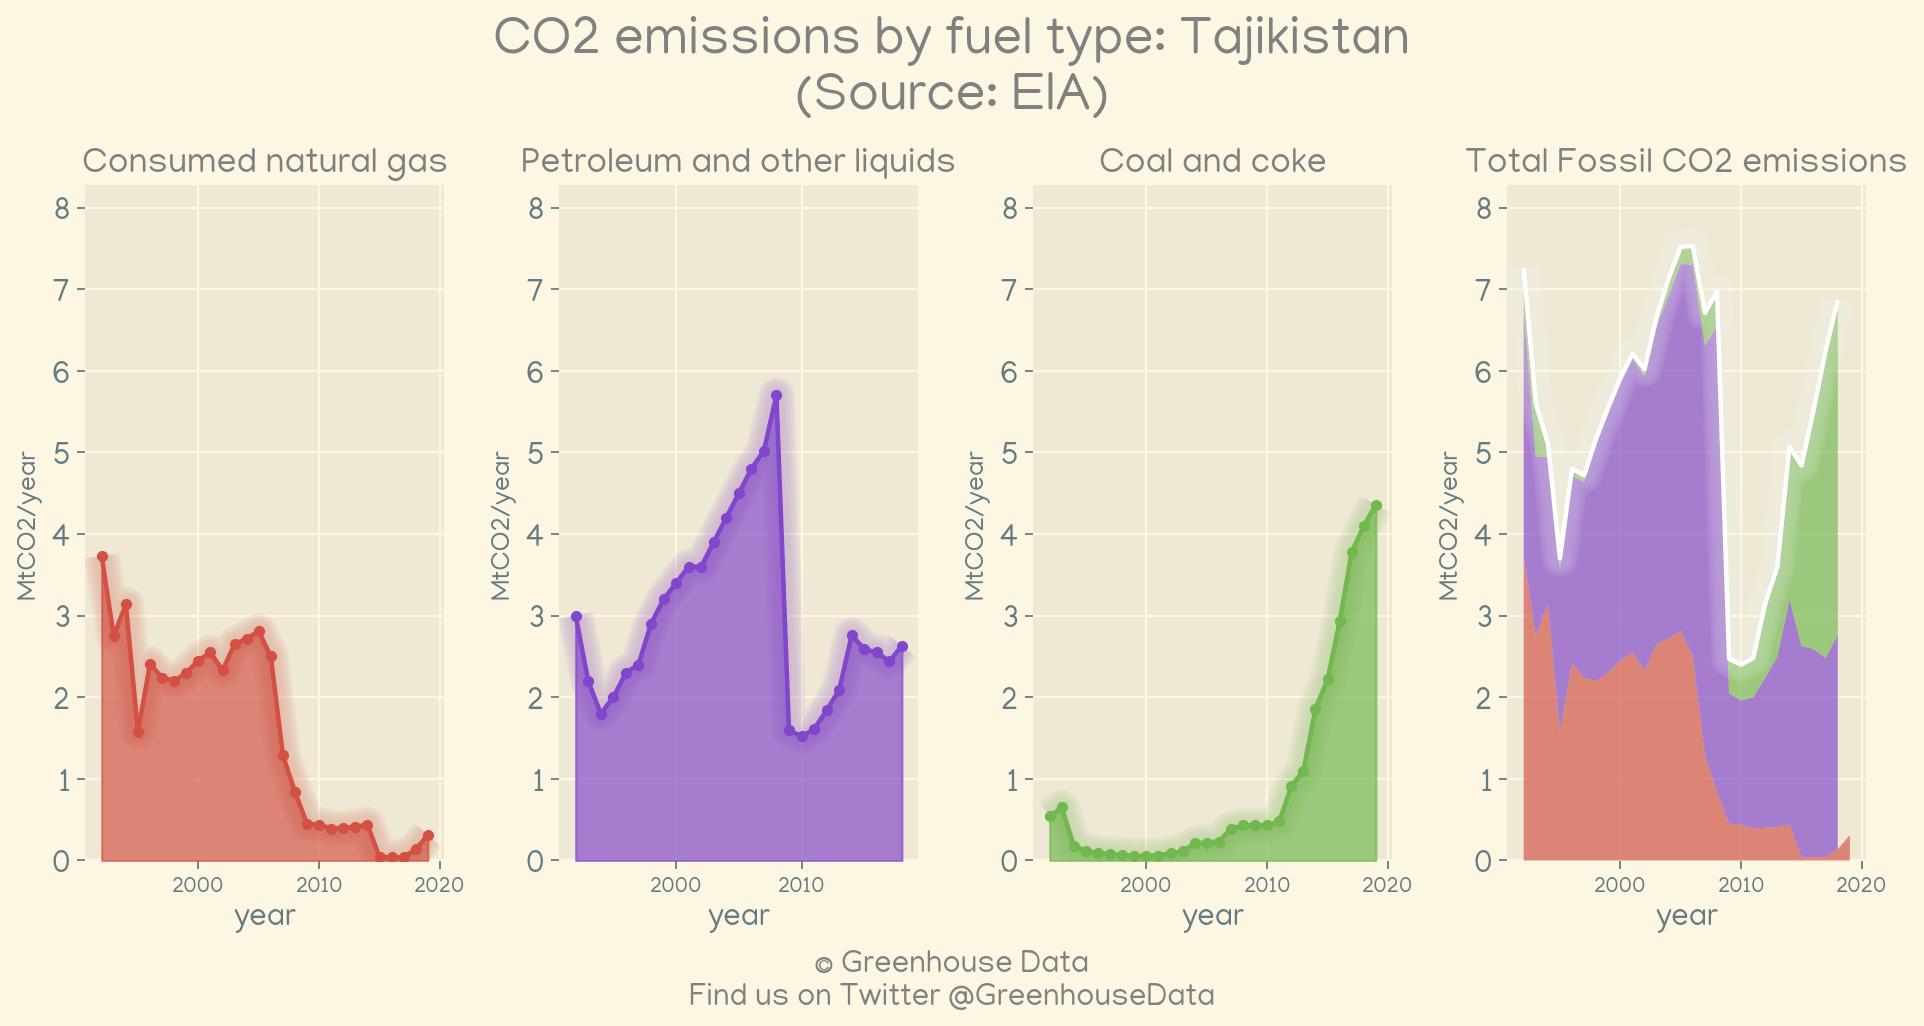 CO2 emissions by fuel type: Tajikistan
(Source: EIA)
Consumed natural gas
Petroleum and other liquids
Coal and coke
Total Fossil CO2 emissions
MtCO2/year
8
7
6
5
4
3
2
1
0
2000
2010
2020
year
MtCO2/year
8
7
6
5
4
3
2
1
0
2000
2010
year
MtCO2/year
8
7
6
5
4
3
2
1
0
2000
2010
2020
year
MtCO2/year
8
7
6
5
4
3
2
1
0
2000
2010
2020
year
© Greenhouse Data
Find us on Twitter @GreenhouseData